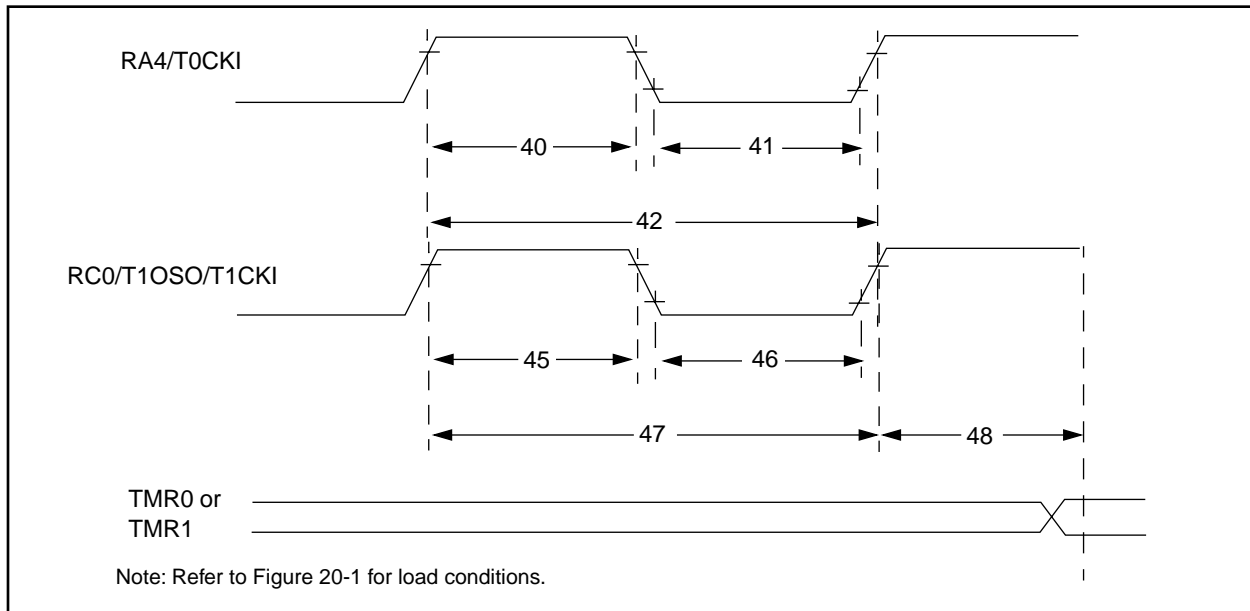 RA4/T0CKI
40
41
42
RC0/T1OSO/T1CKI
45
46
47
48
TMR0 or
TMR1
Note: Refer to Figure 20-1 for load conditions.